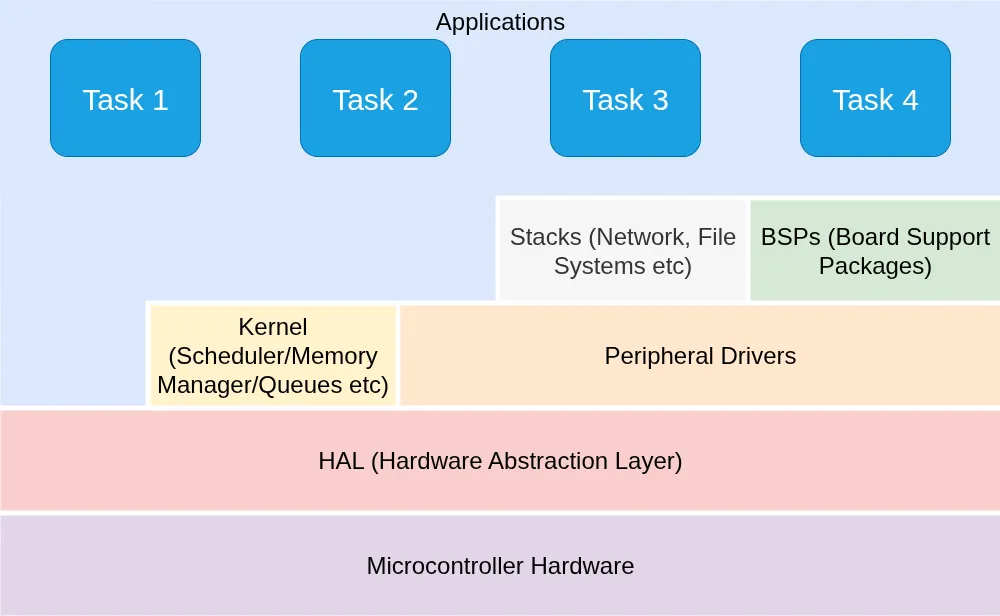 Applications
Task 1
Task 2
Task 3
Task 4
Stacks (Network, File
Systems etc)
BSPs (Board Support
Packages)
Kernel
(Scheduler/Memory
Manager/Queues etc)
Peripheral Drivers
HAL (Hardware Abstraction Layer)
Microcontroller Hardware